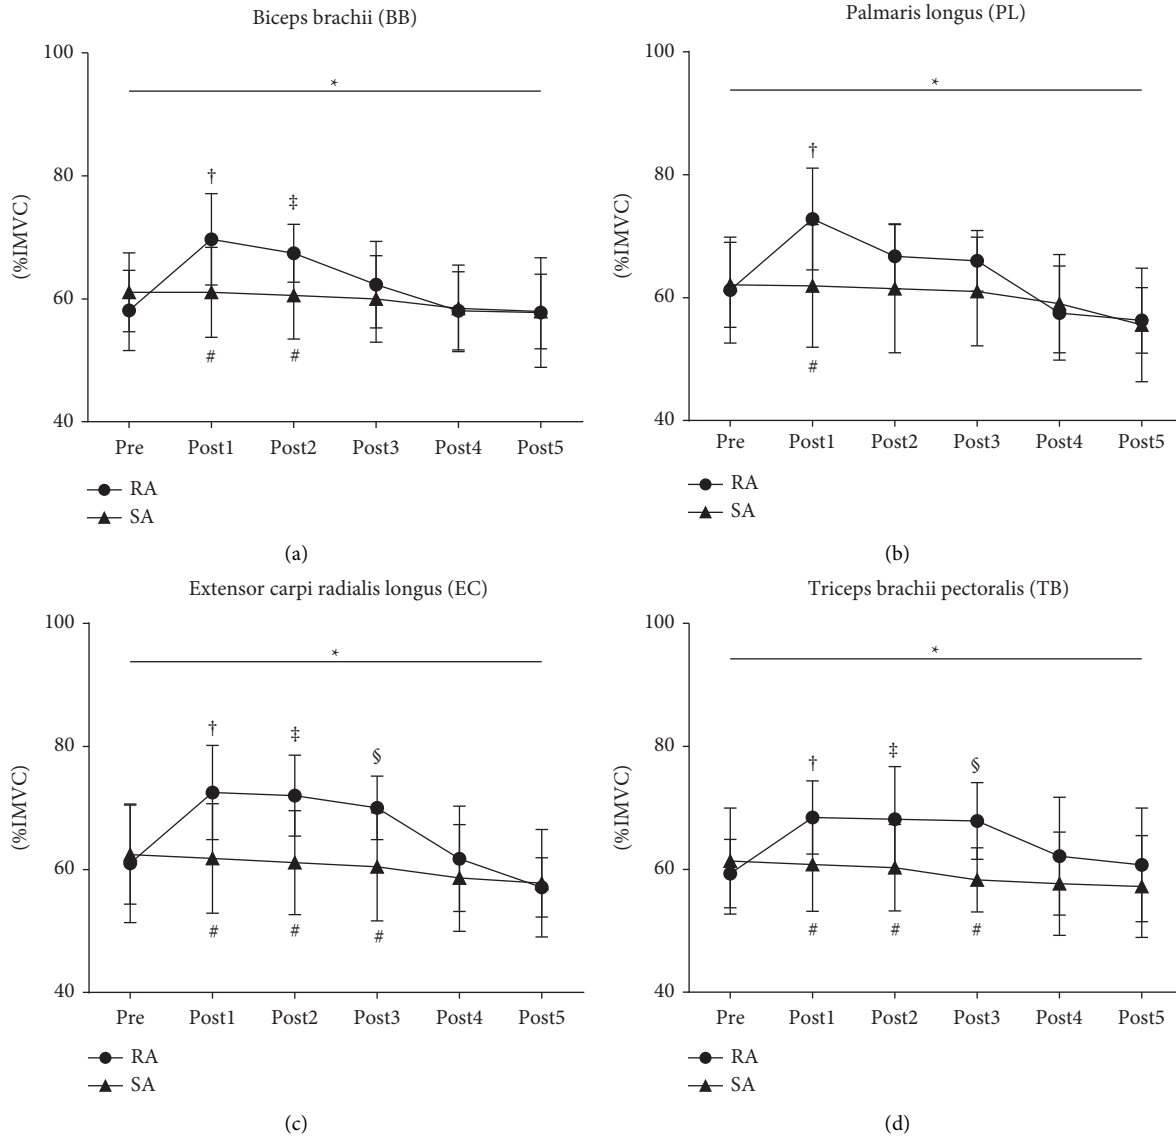 Biceps brachii (BB)
100
80
60
40
(%IMVC)
*
†
‡
#
#
Pre Post1 Post2 Post3 Post4 Post5
RA
SA
(a)
Palmaris longus (PL)
100
80
60
40
(%IMVC)
*
†
#
Pre Post1 Post2 Post3 Post4 Post5
RA
SA
(b)
Extensor carpi radialis longus (EC)
100
80
60
40
(%IMVC)
*
†
‡
§
#
#
#
Pre Post1 Post2 Post3 Post4 Post5
RA
SA
(c)
Triceps brachii pectoralis (TB)
100
80
60
40
(%IMVC)
*
†
‡
§
#
#
#
Pre Post1 Post2 Post3 Post4 Post5
RA
SA
(d)